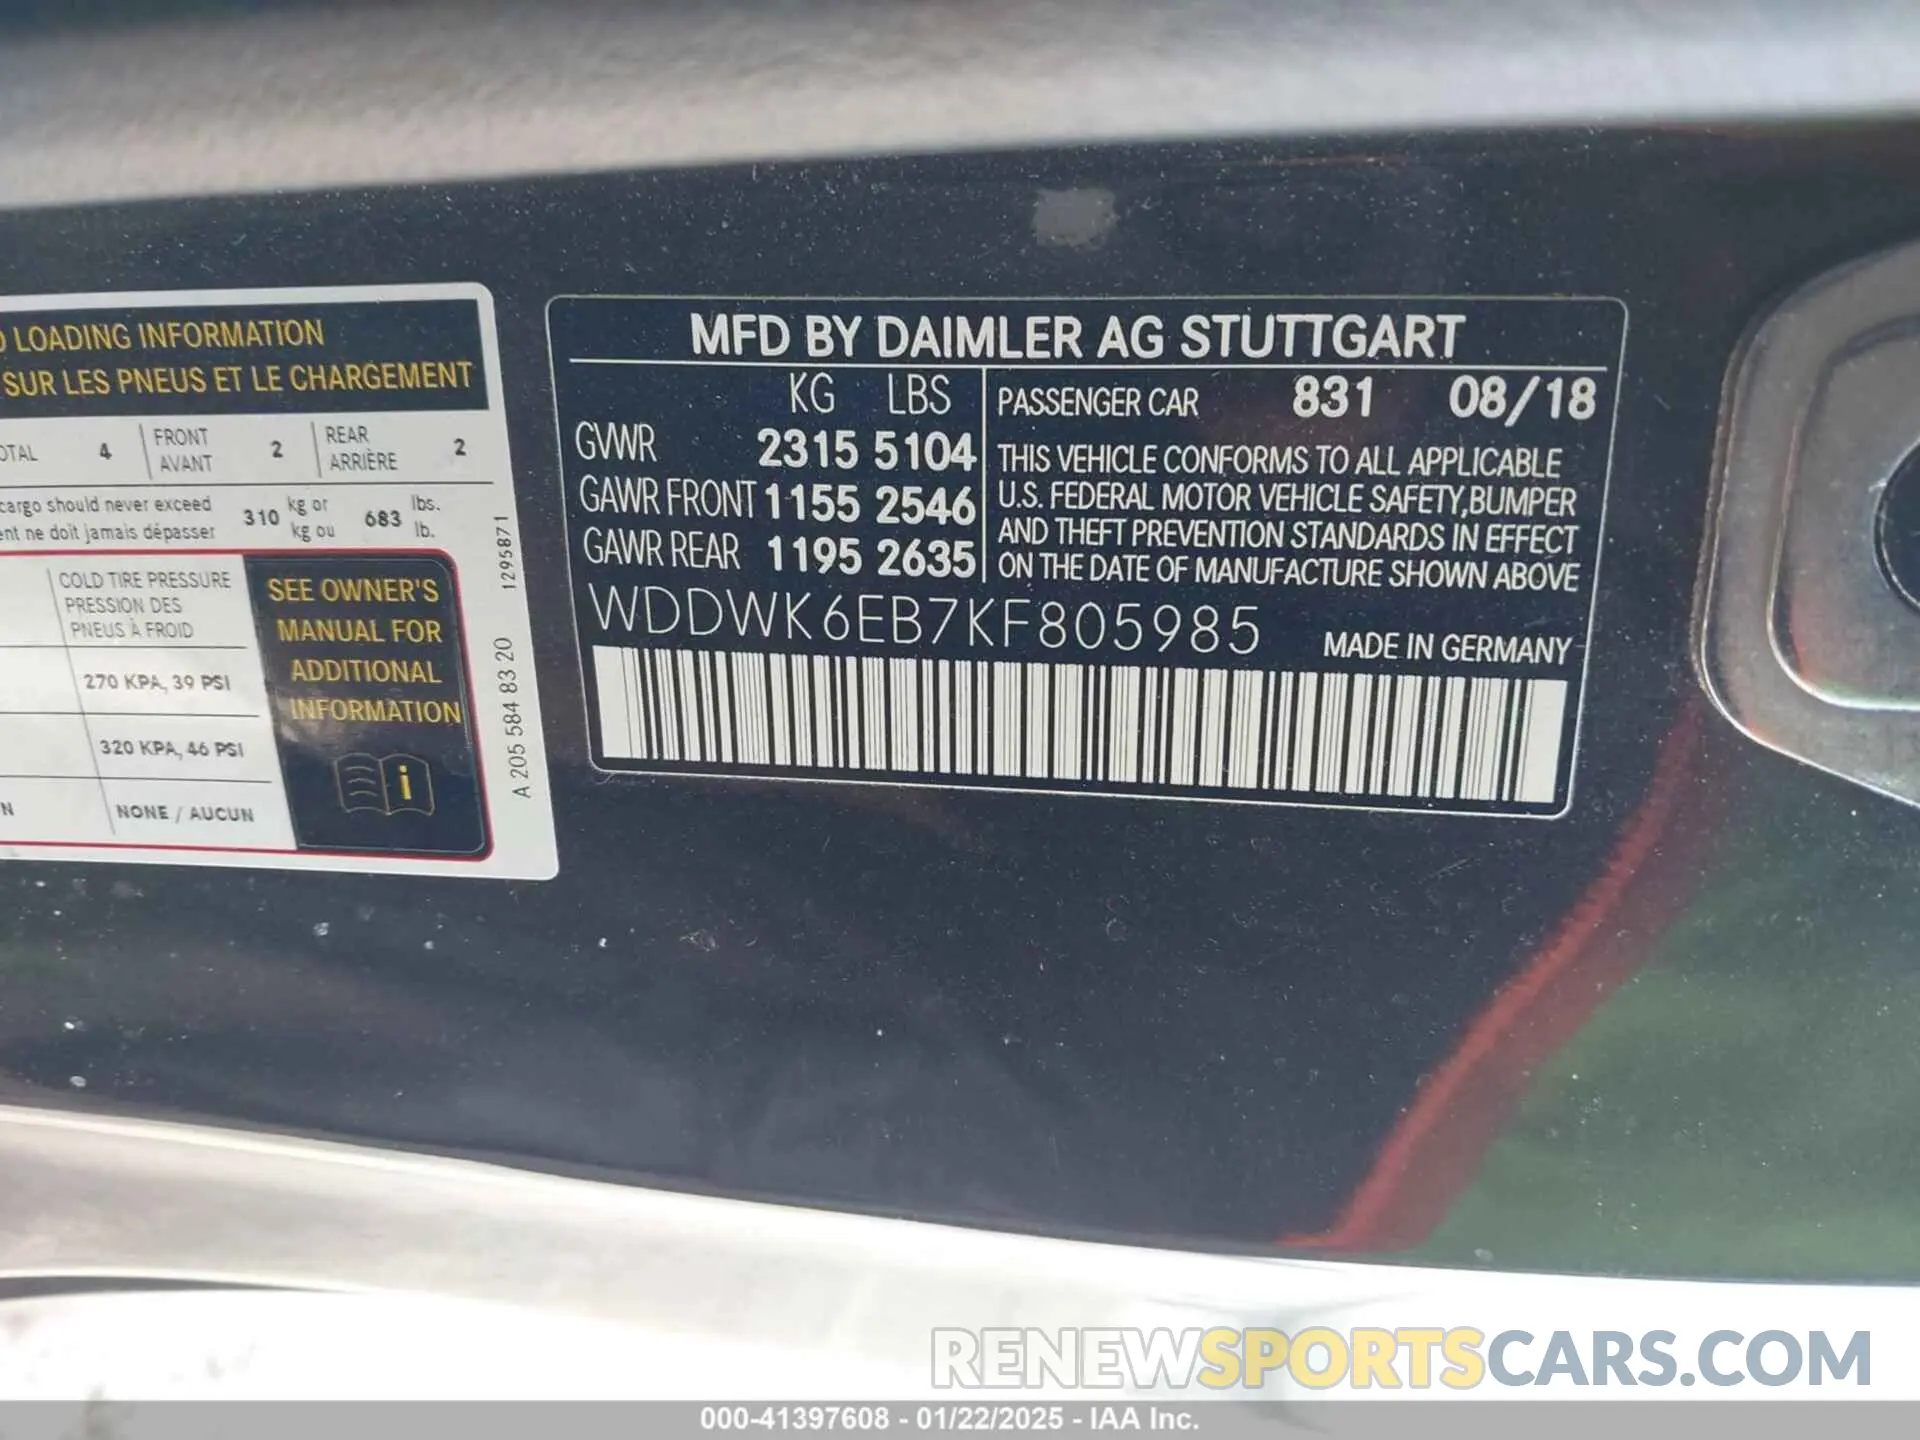 LOADING INFORMATION
SUR LES PNEUS ET LE CHARGEMENT
4 FRONT AVANT 2 REAR ARRIÈRE 2
cargo should never exceed 310 kg or 683 lbs.
ne doit jamais dépasser kg ou lb.
COLD TIRE PRESSURE
PRESSION DES
PNEUS À FROID
270 KPA, 39 PSI
320 KPA, 46 PSI
NONE / AUCUN
SEE OWNER'S
MANUAL FOR
ADDITIONAL
INFORMATION
i
A 205 584 83 20 1295871
MFD BY DAIMLER AG STUTTGART
KG LBS
GVWR 2315 5104
GAWR FRONT 1155 2546
GAWR REAR 1195 2635
PASSENGER CAR 831 08/18
THIS VEHICLE CONFORMS TO ALL APPLICABLE
U.S. FEDERAL MOTOR VEHICLE SAFETY, BUMPER
AND THEFT PREVENTION STANDARDS IN EFFECT
ON THE DATE OF MANUFACTURE SHOWN ABOVE
WDDWK6EB7KF805985
MADE IN GERMANY
RENEWSPORTSCARS.COM
000-41397608 - 01/22/2025 - IAA Inc.